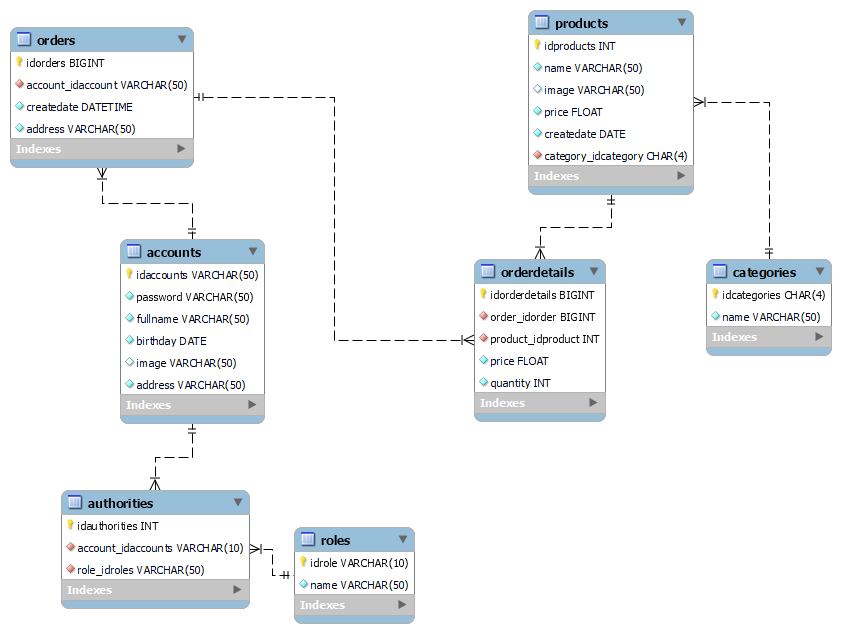 orders
idorders BIGINT
account_idaccount VARCHAR(50)
createdate DATETIME
address VARCHAR(50)
Indexes
products
idproducts INT
name VARCHAR(50)
image VARCHAR(50)
price FLOAT
createdate DATE
category_idcategory CHAR(4)
Indexes
accounts
idaccounts VARCHAR(50)
password VARCHAR(50)
fullname VARCHAR(50)
birthday DATE
image VARCHAR(50)
address VARCHAR(50)
Indexes
orderdetails
idorderdetails BIGINT
order_idorder BIGINT
product_idproduct INT
price FLOAT
quantity INT
Indexes
categories
idcategories CHAR(4)
name VARCHAR(50)
Indexes
authorities
idauthorities INT
account_idaccounts VARCHAR(10)
role_idroles VARCHAR(50)
Indexes
roles
idrole VARCHAR(10)
name VARCHAR(50)
Indexes